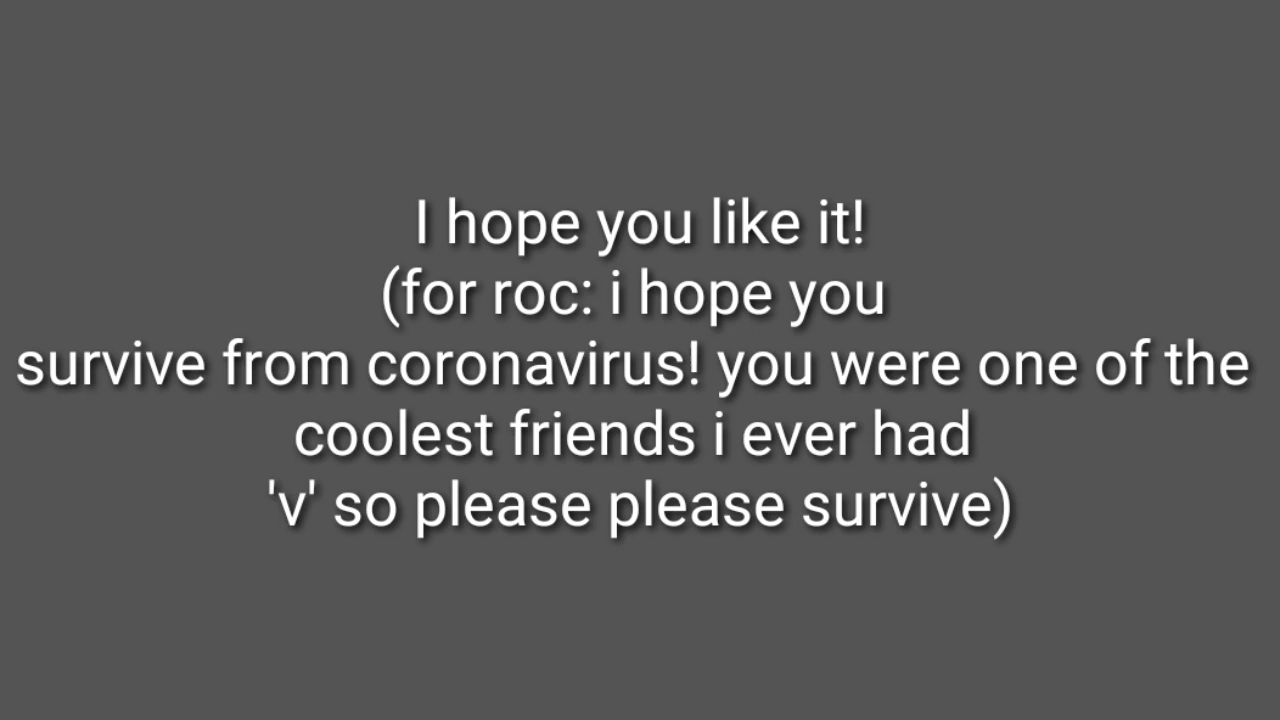 I hope you like it!
(for roc: i hope you
survive from coronavirus! you were one of the
coolest friends i ever had
'v' so please please survive)